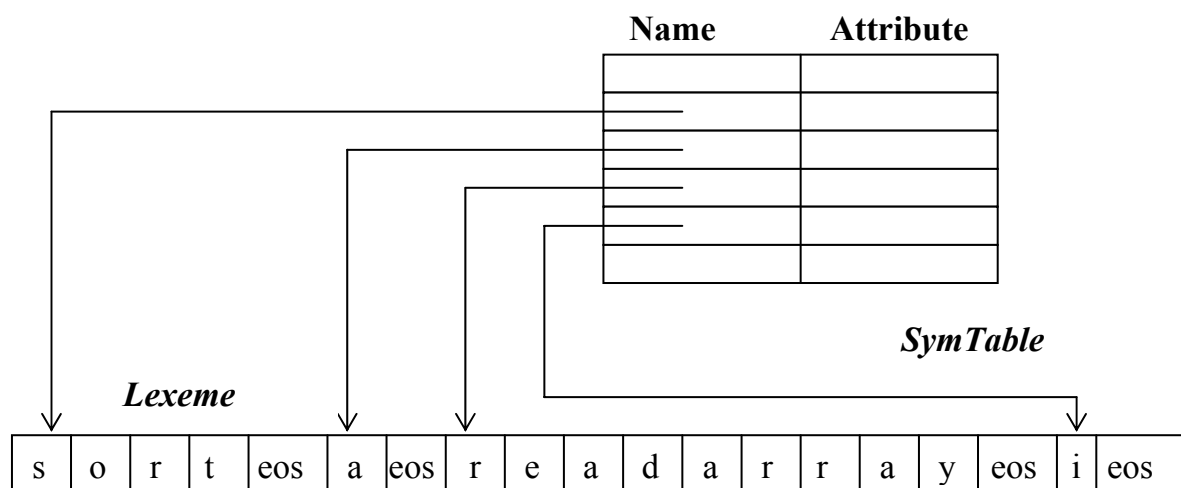 Name Attribute
SymTable
Lexeme
s o r t eos a eos r e a d a r r a y eos i eos